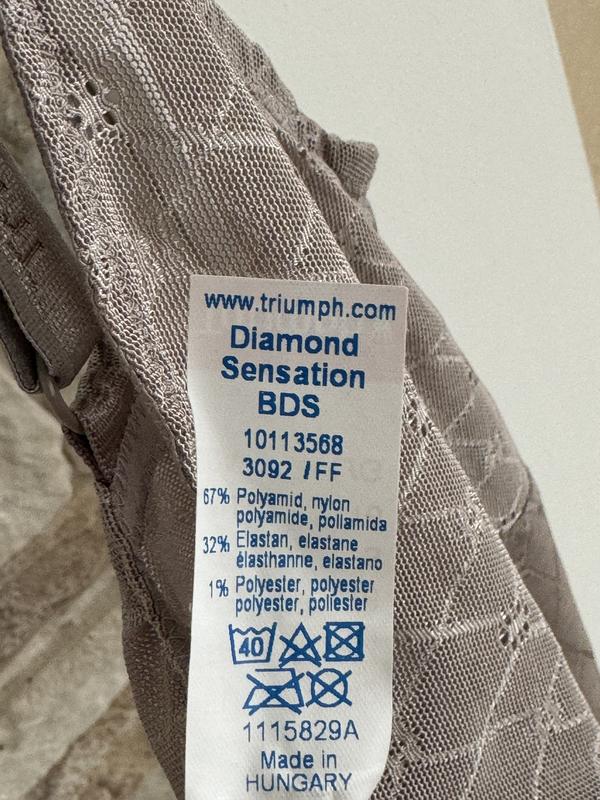 www.triumph.com
Diamond
Sensation
BDS
10113568
3092 / FF
67% Polyamid, nylon
polyamide, poliamida
32% Elastan, elastane
élasthanne, elastano
1% Polyester, polyester
polyester, poliester
40
1115829A
Made in
HUNGARY